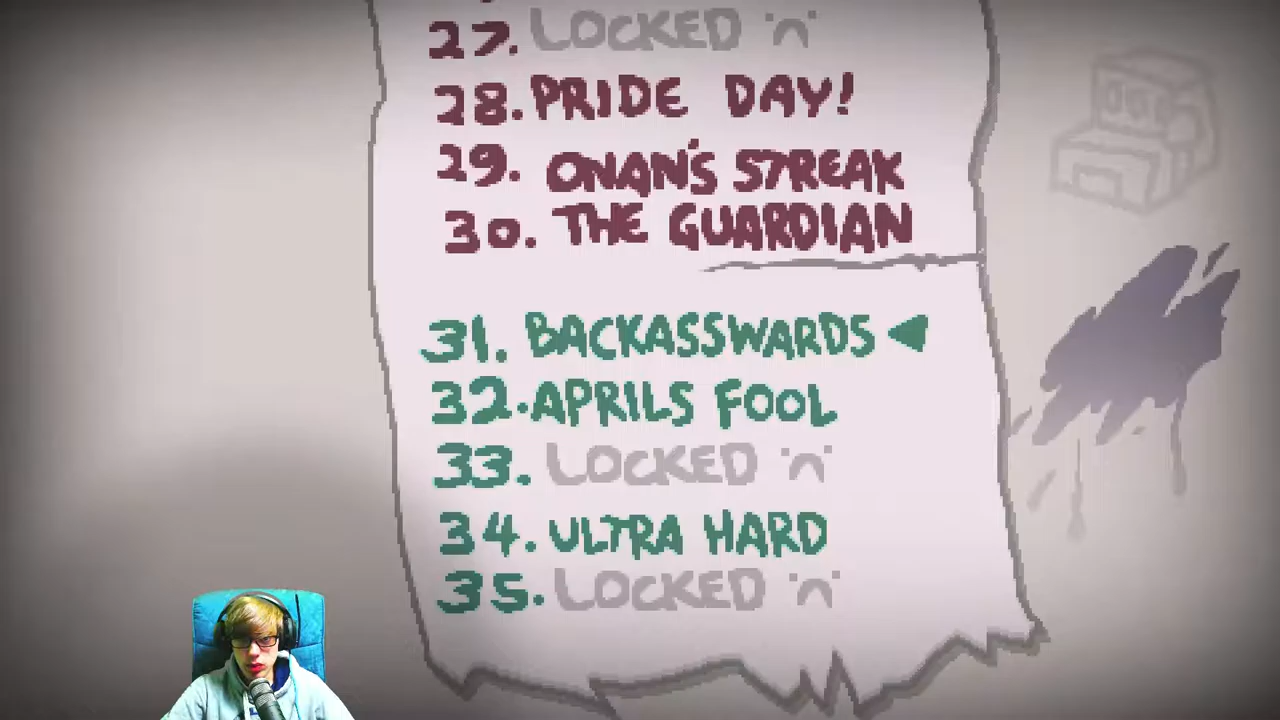 27. LOCKED
28. PRIDE DAY!
29. ONAN'S STREAK
30. THE GUARDIAN
31. BACKASSWARDS
32. APRILS FOOL
33. LOCKED
34. ULTRA HARD
35. LOCKED